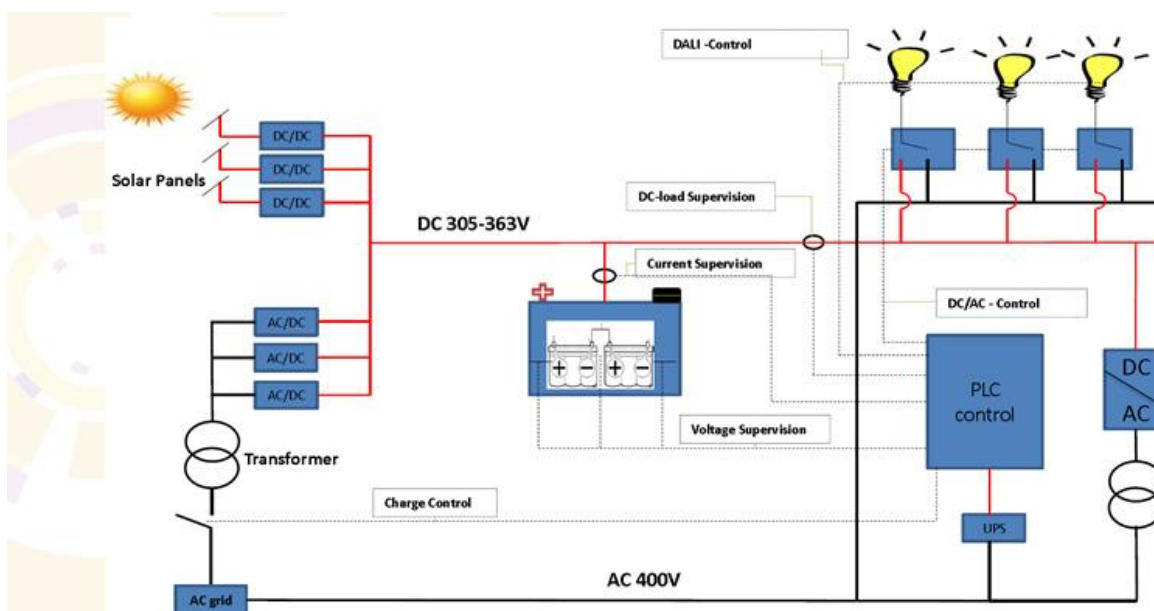 DALI -Control
DC/DC
DC/DC
DC/DC
Solar Panels
DC-load Supervision
DC 305-363V
Current Supervision
DC/AC - Control
AC/DC
AC/DC
AC/DC
PLC
control
DC
AC
Voltage Supervision
Transformer
Charge Control
UPS
AC 400V
AC grid